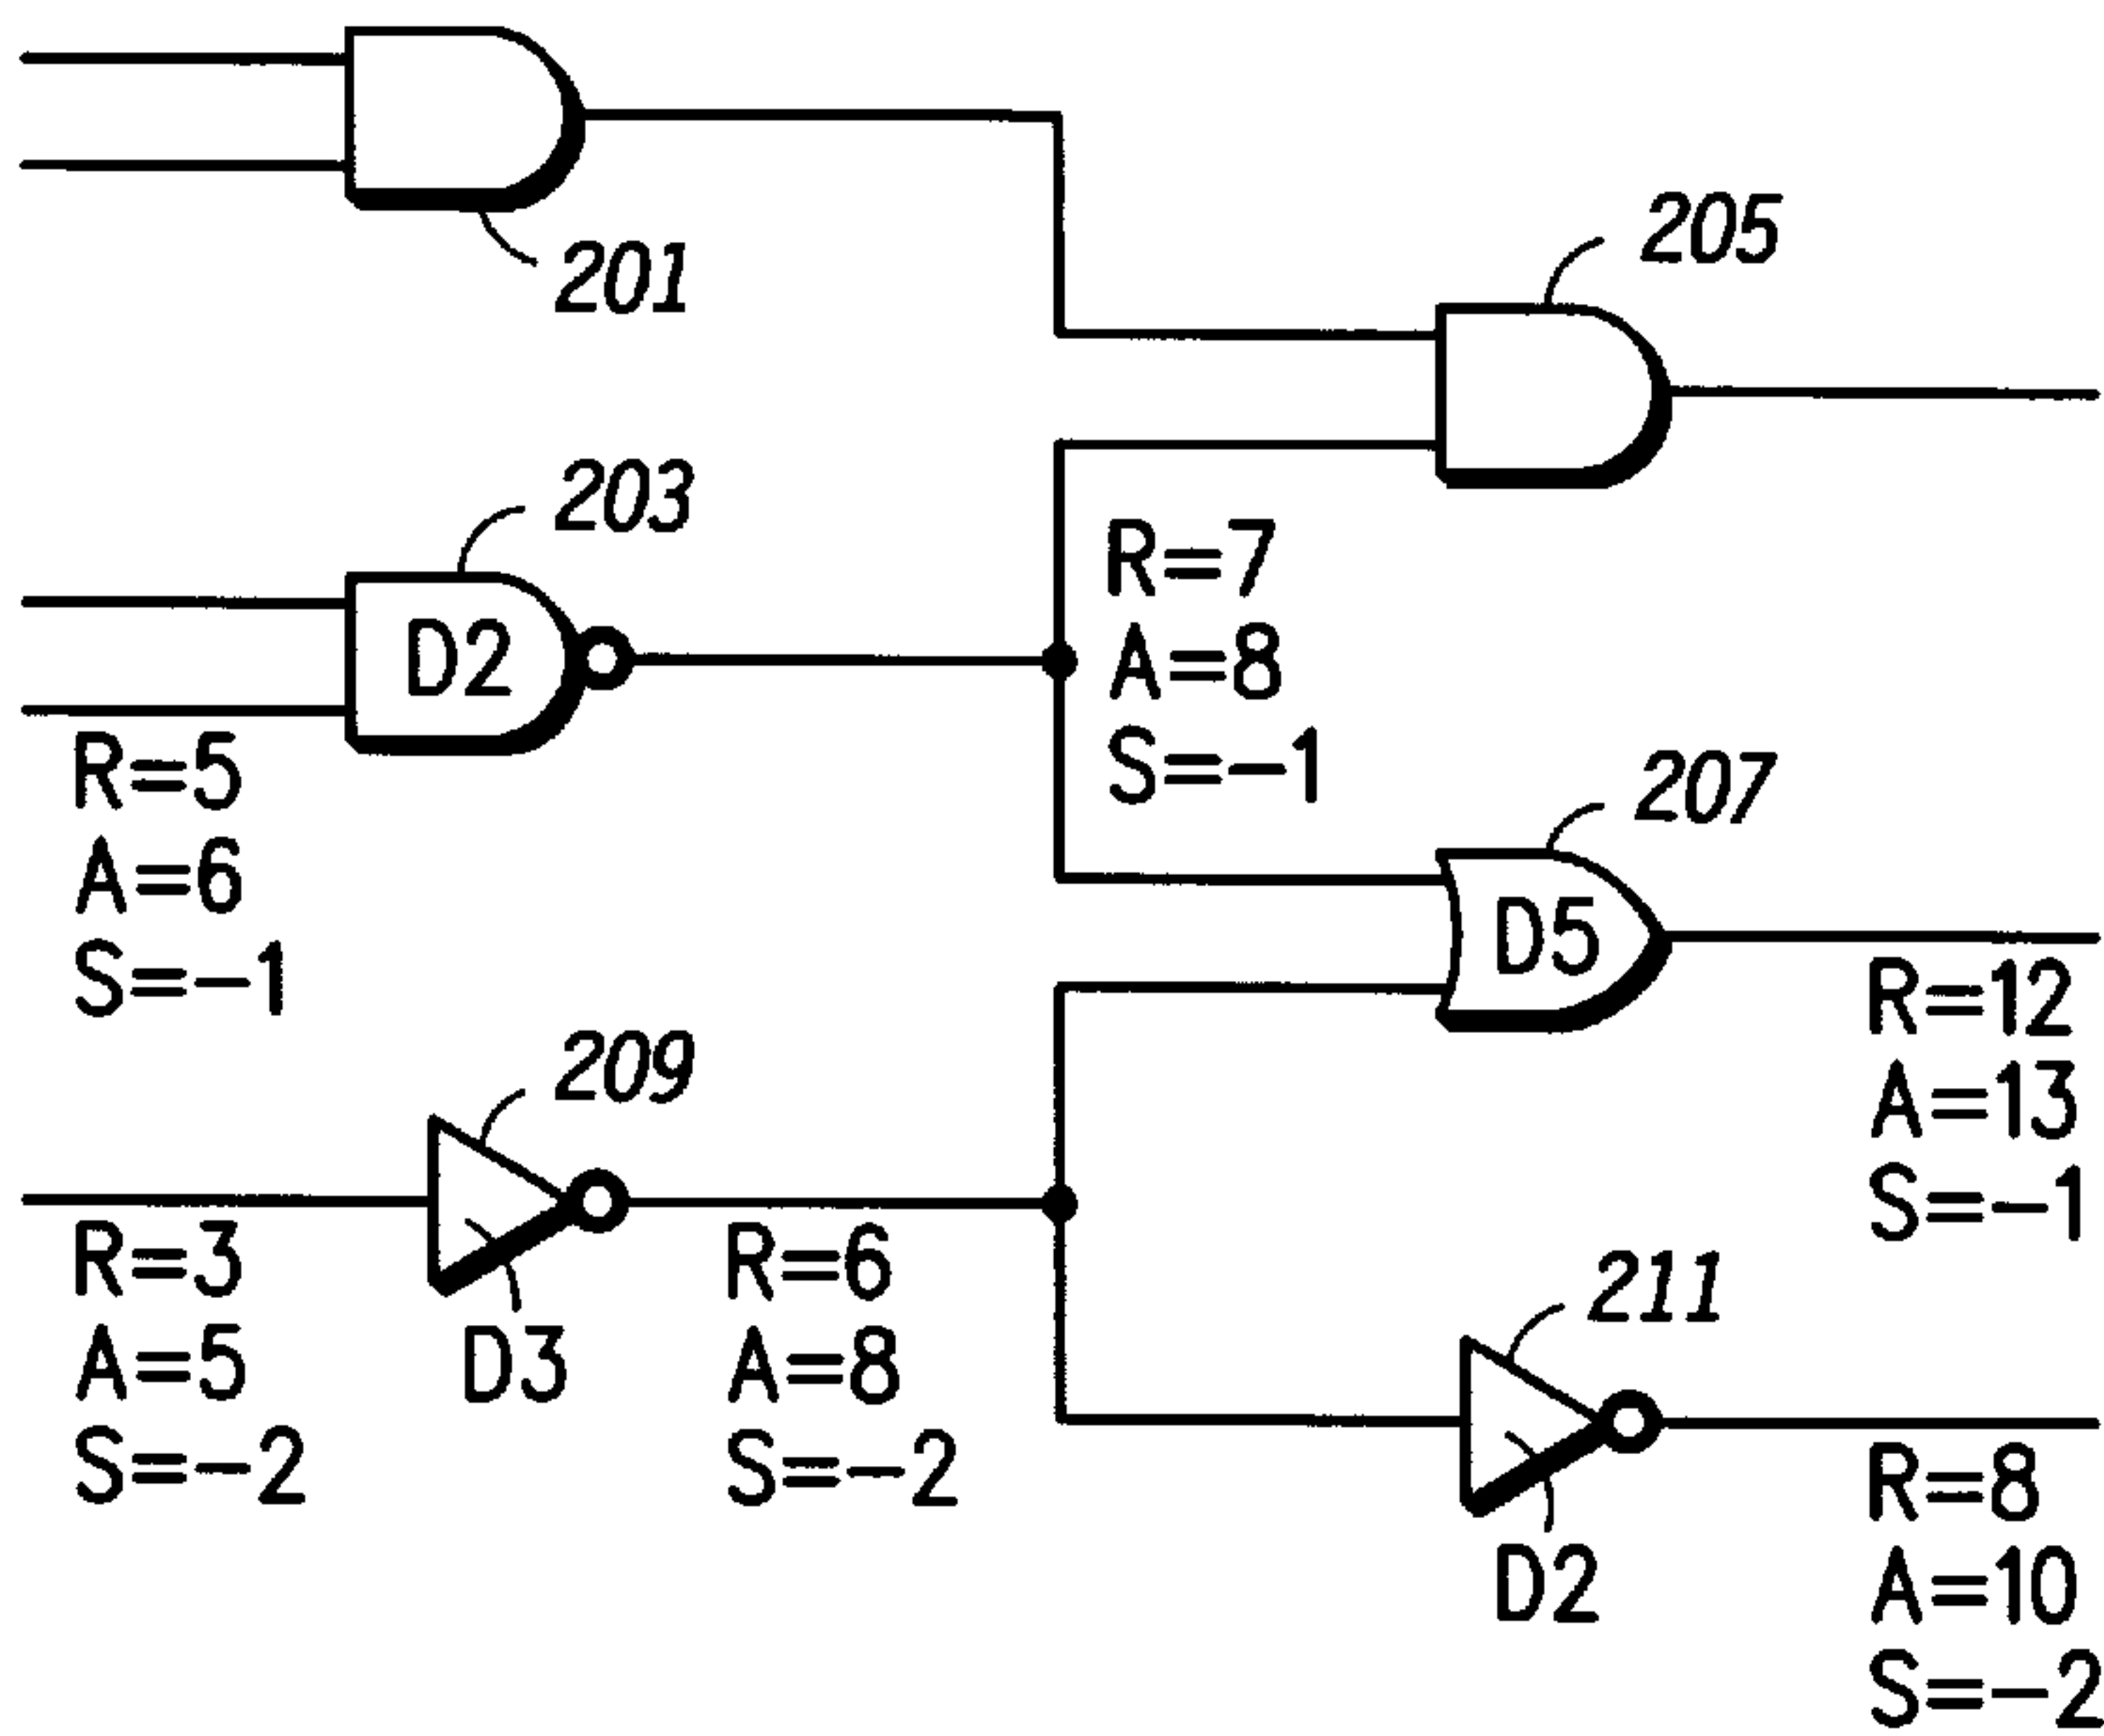 201
205
203
D2
R=7
A=8
S=-1
R=5
A=6
S=-1
207
D5
R=12
A=13
S=-1
209
D3
R=3
A=5
S=-2
R=6
A=8
S=-2
211
D2
R=8
A=10
S=-2